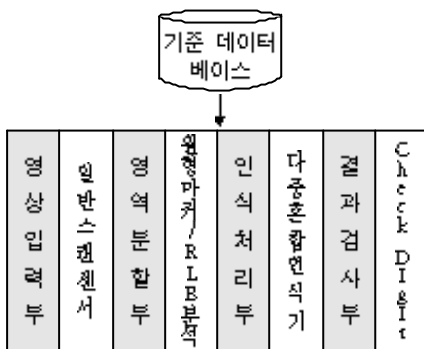 기준 데이터
베이스
영상입력부
일반스캔센서
영역분할부
원형마커/RLE분석
인식처리부
다중혼합인식기
결과검사부
Check Digit